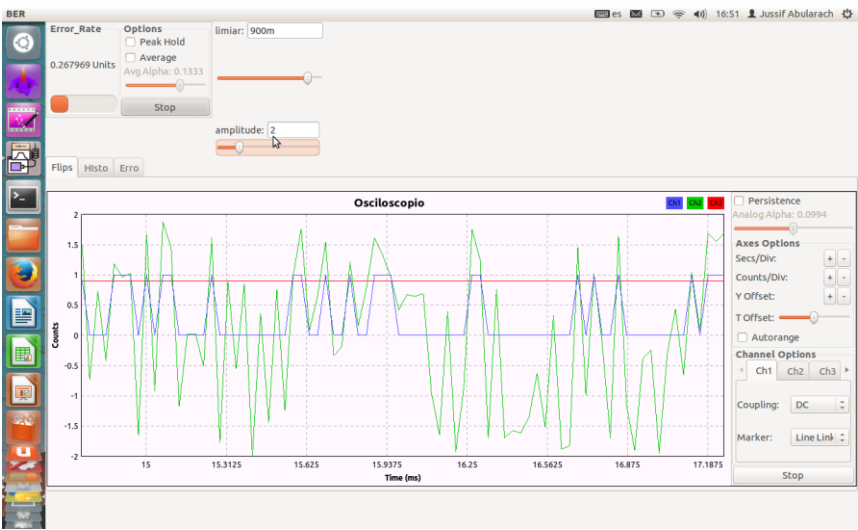 BER
es 16:51 Jussif Abularach
Error_Rate
0.267969 Units
Options
Peak Hold
Average
Avg Alpha: 0.1333
Stop
limiar: 900m
amplitude: 2
Flips HIsto Erro
Osciloscopio
Ch1 Ch2 Ch3
2
1.5
1
0.5
0
-0.5
-1
-1.5
-2
Counts
15 15.3125 15.625 15.9375 16.25 16.5625 16.875 17.1875
Time (ms)
Persistence
Analog Alpha: 0.0994
Axes Options
Secs/Div: + -
Counts/Div: + -
Y Offset: + -
T Offset:
Autorange
Channel Options
Ch1 Ch2 Ch3
Coupling: DC
Marker: Line Link
Stop